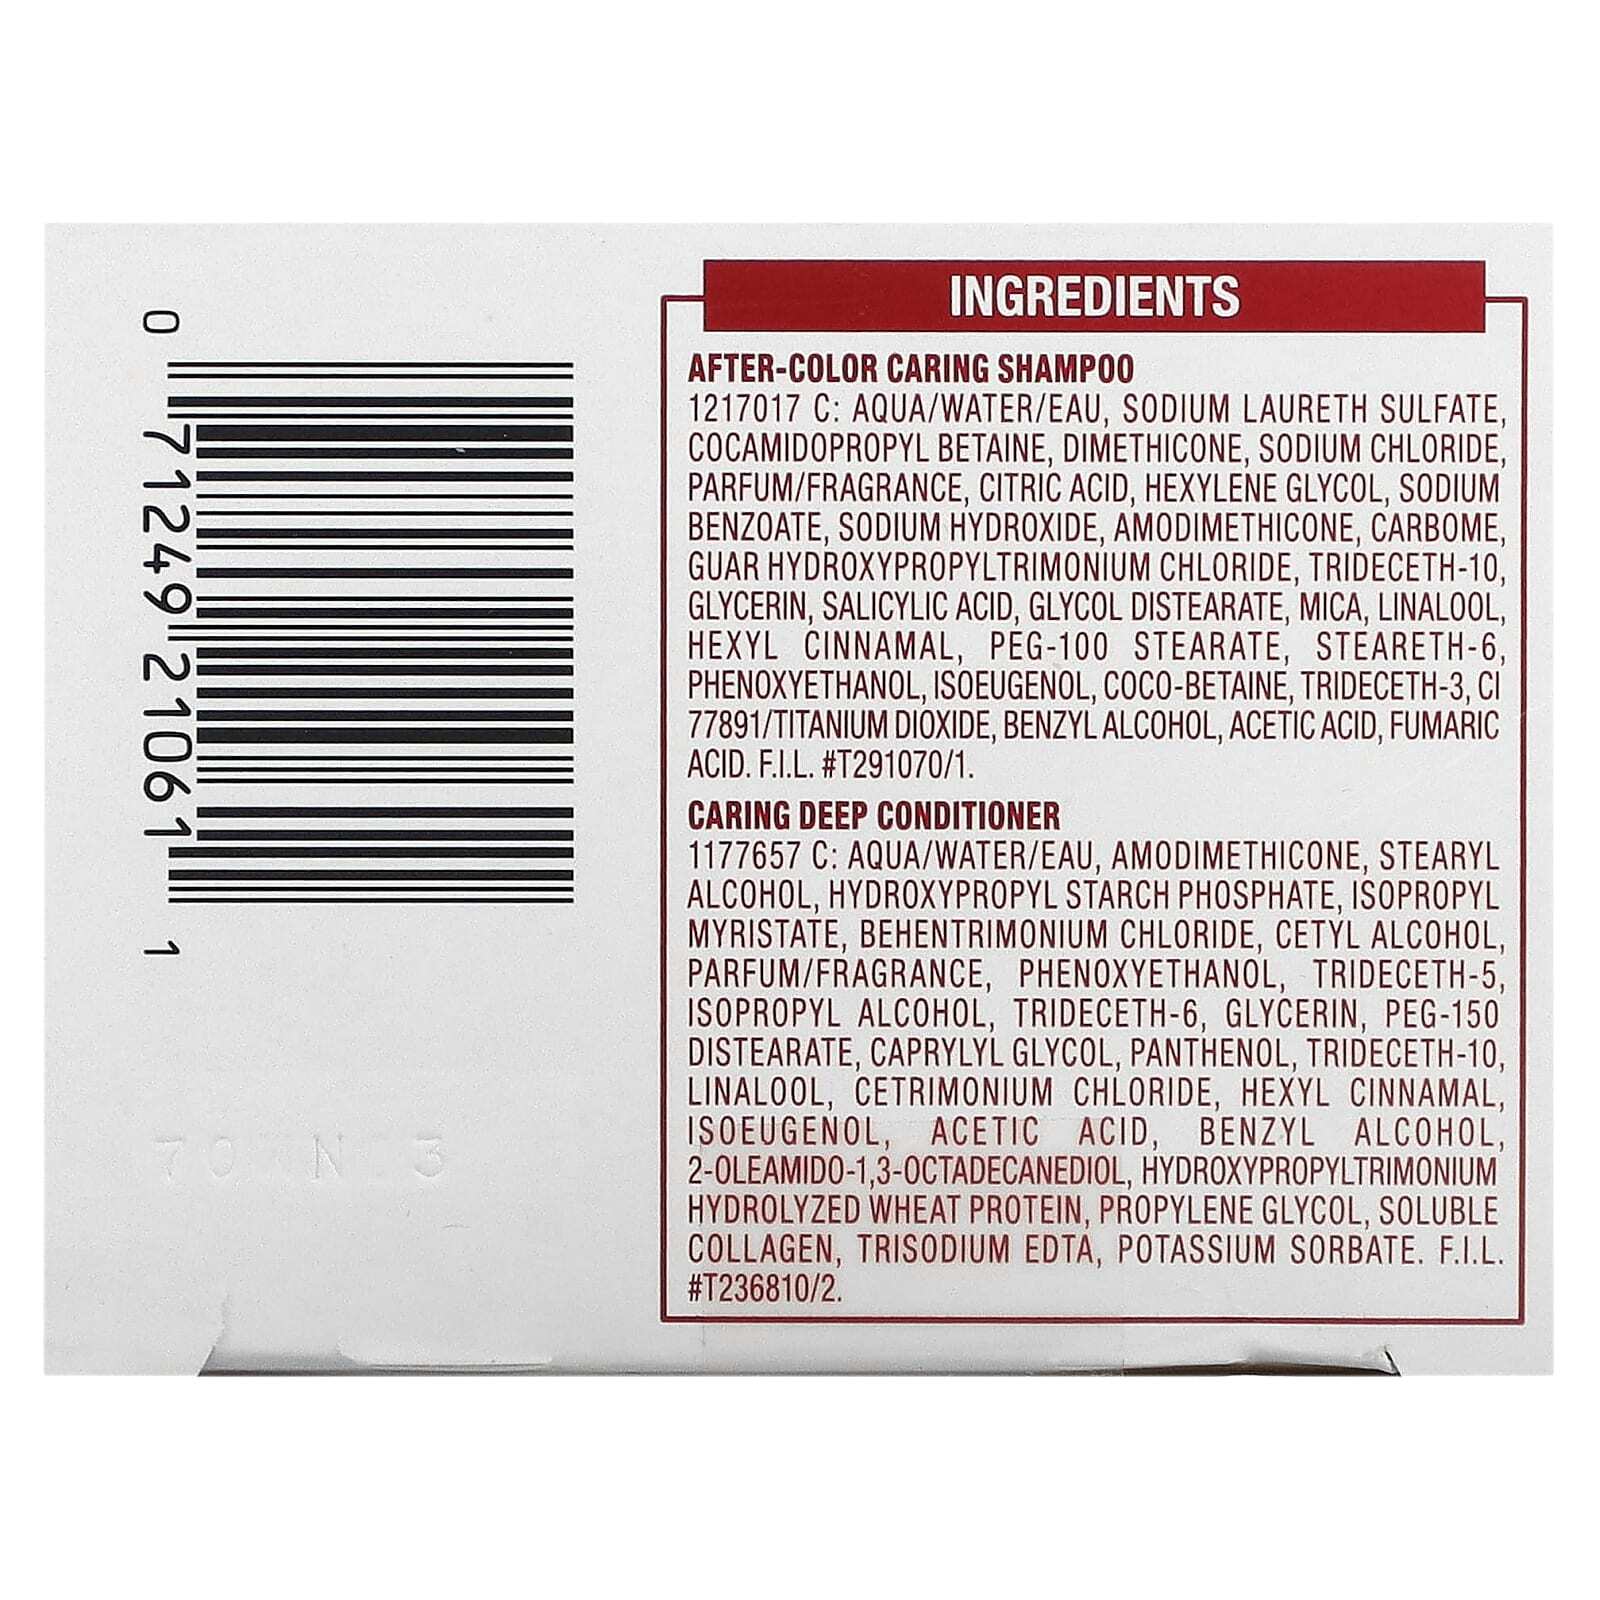 0 71249 21061 1
70 N 3
INGREDIENTS
AFTER-COLOR CARING SHAMPOO
1217017 C: AQUA/WATER/EAU, SODIUM LAURETH SULFATE,
COCAMIDOPROPYL BETAINE, DIMETHICONE, SODIUM CHLORIDE,
PARFUM/FRAGRANCE, CITRIC ACID, HEXYLENE GLYCOL, SODIUM
BENZOATE, SODIUM HYDROXIDE, AMODIMETHICONE, CARBOME,
GUAR HYDROXYPROPYLTRIMONIUM CHLORIDE, TRIDECETH-10,
GLYCERIN, SALICYLIC ACID, GLYCOL DISTEARATE, MICA, LINALOOL,
HEXYL CINNAMAL, PEG-100 STEARATE, STEARETH-6,
PHENOXYETHANOL, ISOEUGENOL, COCO-BETAINE, TRIDECETH-3, CI
77891/TITANIUM DIOXIDE, BENZYL ALCOHOL, ACETIC ACID, FUMARIC
ACID. F.I.L. #T291070/1.
CARING DEEP CONDITIONER
1177657 C: AQUA/WATER/EAU, AMODIMETHICONE, STEARYL
ALCOHOL, HYDROXYPROPYL STARCH PHOSPHATE, ISOPROPYL
MYRISTATE, BEHENTRIMONIUM CHLORIDE, CETYL ALCOHOL,
PARFUM/FRAGRANCE, PHENOXYETHANOL, TRIDECETH-5,
ISOPROPYL ALCOHOL, TRIDECETH-6, GLYCERIN, PEG-150
DISTEARATE, CAPRYLYL GLYCOL, PANTHENOL, TRIDECETH-10,
LINALOOL, CETRIMONIUM CHLORIDE, HEXYL CINNAMAL,
ISOEUGENOL, ACETIC ACID, BENZYL ALCOHOL,
2-OLEAMIDO-1,3-OCTADECANEDIOL, HYDROXYPROPYLTRIMONIUM
HYDROLYZED WHEAT PROTEIN, PROPYLENE GLYCOL, SOLUBLE
COLLAGEN, TRISODIUM EDTA, POTASSIUM SORBATE. F.I.L.
#T236810/2.